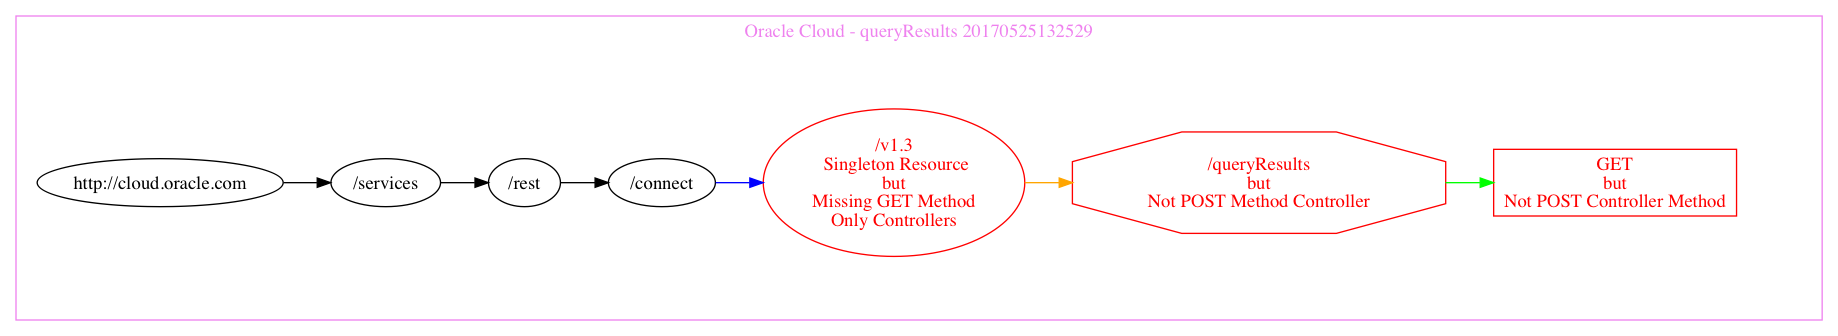 Oracle Cloud - queryResults 20170525132529
http://cloud.oracle.com
/services
/rest
/connect
/v1.3
Singleton Resource
but
Missing GET Method
Only Controllers
/queryResults
but
Not POST Method Controller
GET
but
Not POST Controller Method